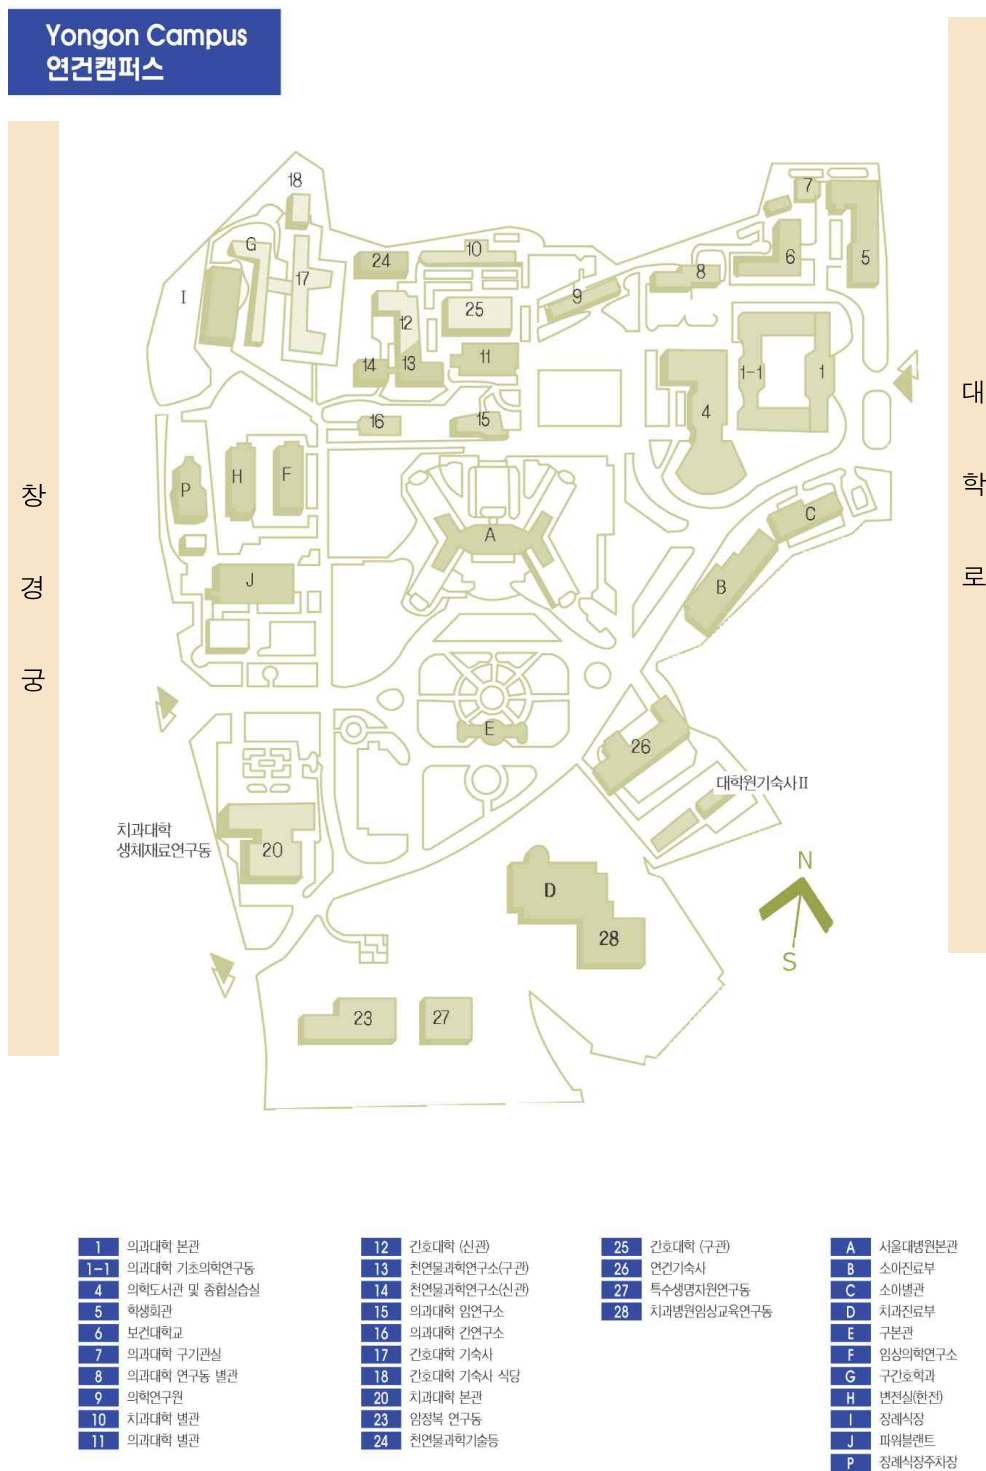 Yongon Campus
연건캠퍼스
창
경
궁
대
학
로
18
G
I
17
24
10
12
25
14
13
11
16
15
9
8
7
6
5
1-1
1
4
P
H
F
A
C
B
J
E
26
대학원기숙사Ⅱ
치과대학
생체재료연구동
20
D
28
23
27
N
S
1 의과대학 본관
1-1 의과대학 기초의학연구동
4 의학도서관 및 종합실습실
5 학생회관
6 보건대학교
7 의과대학 구기관실
8 의과대학 연구동 별관
9 의학연구원
10 치과대학 별관
11 의과대학 별관
12 간호대학 (신관)
13 천연물과학연구소(구관)
14 천연물과학연구소(신관)
15 의과대학 암연구소
16 의과대학 간연구소
17 간호대학 기숙사
18 간호대학 기숙사 식당
20 치과대학 본관
23 암정복 연구동
24 천연물과학기술등
25 간호대학 (구관)
26 연건기숙사
27 특수생명지원연구동
28 치과병원임상교육연구동
A 서울대병원본관
B 소아진료부
C 소아별관
D 치과진료부
E 구본관
F 임상의학연구소
G 구간호학과
H 변전실(한전)
I 장례식장
J 파워블랜트
P 장례식장주차장